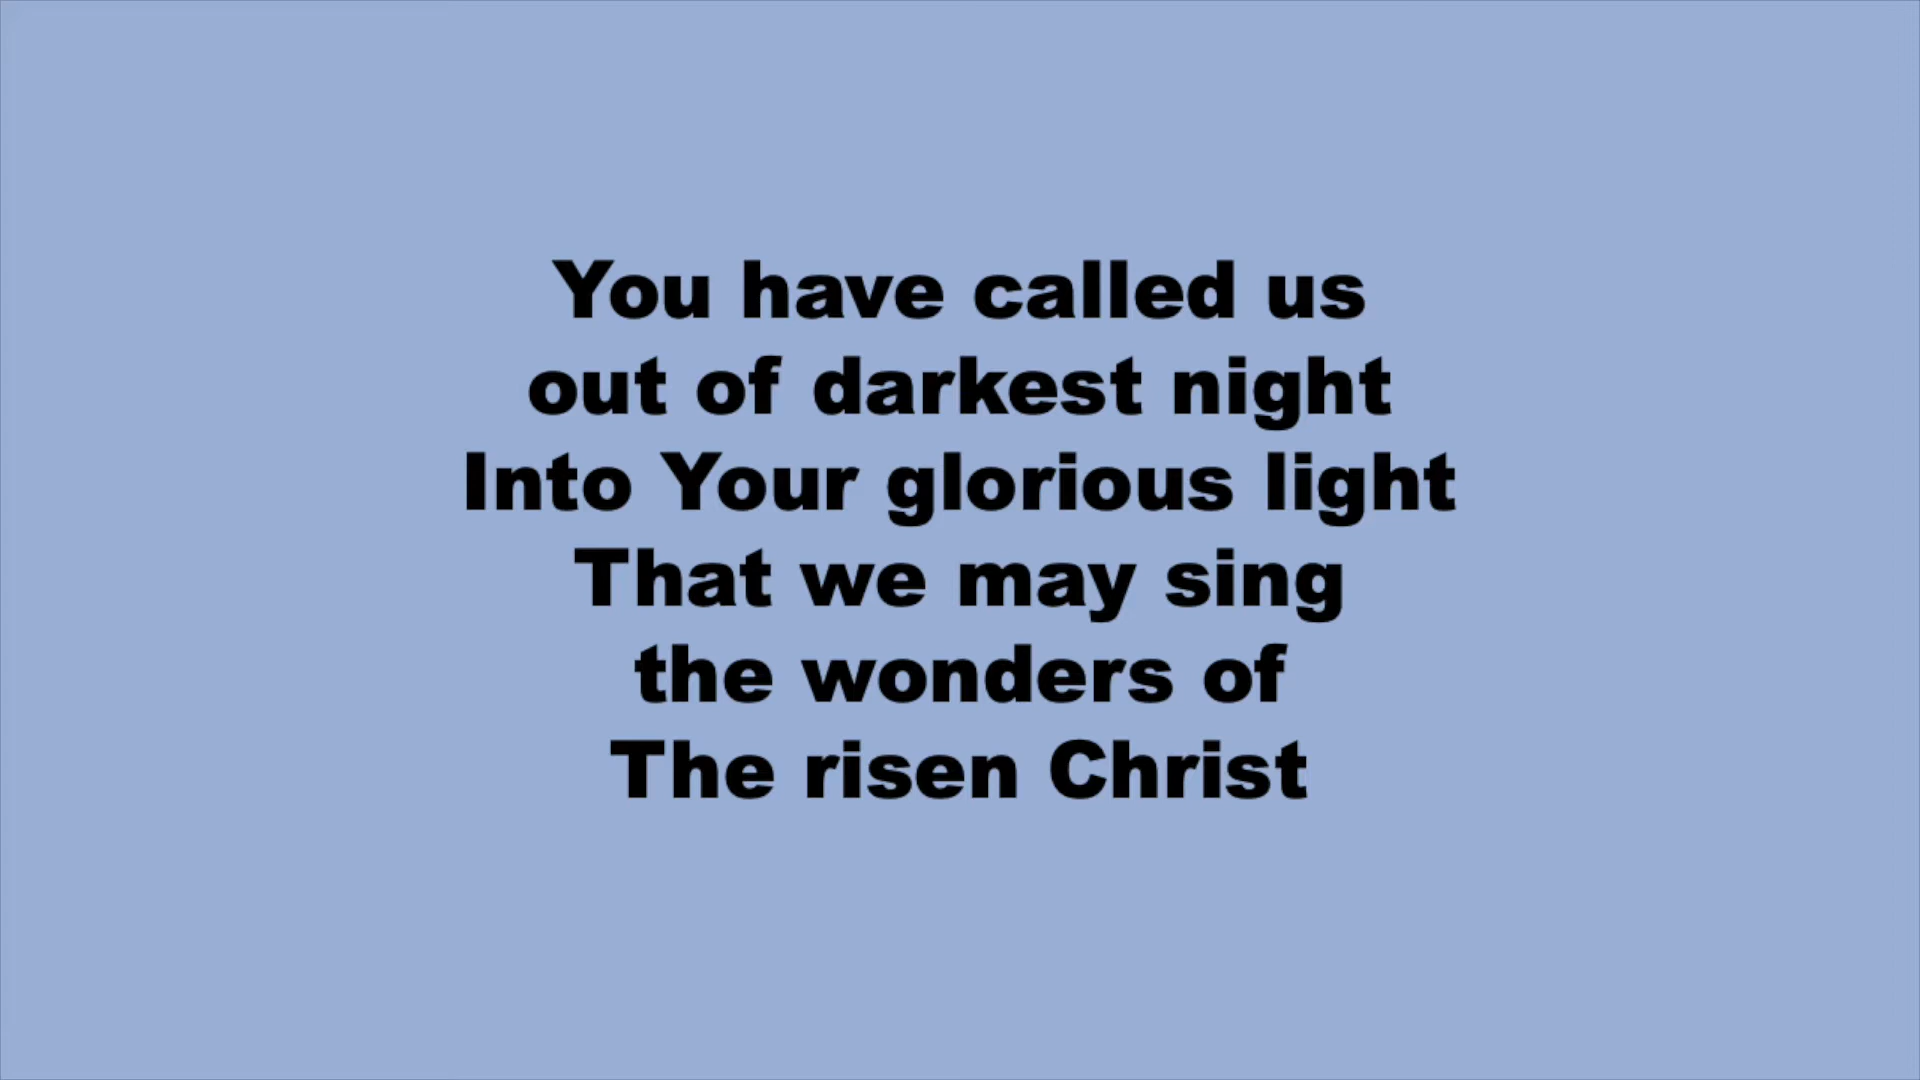 You have called us
out of darkest night
Into Your glorious light
That we may sing
the wonders of
The risen Christ